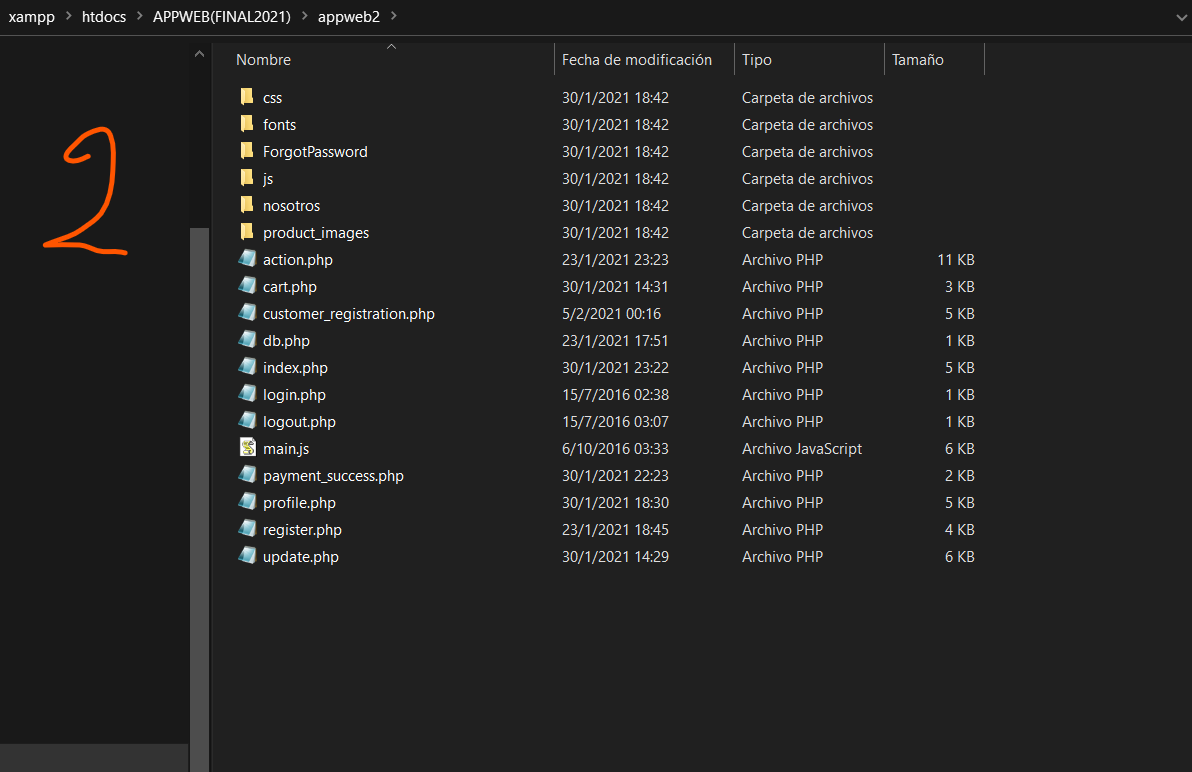 xampp > htdocs > APPWEB(FINAL2021) > appweb2 >
2
Nombre Fecha de modificación Tipo Tamaño
css 30/1/2021 18:42 Carpeta de archivos
fonts 30/1/2021 18:42 Carpeta de archivos
ForgotPassword 30/1/2021 18:42 Carpeta de archivos
js 30/1/2021 18:42 Carpeta de archivos
nosotros 30/1/2021 18:42 Carpeta de archivos
product_images 30/1/2021 18:42 Carpeta de archivos
action.php 23/1/2021 23:23 Archivo PHP 11 KB
cart.php 30/1/2021 14:31 Archivo PHP 3 KB
customer_registration.php 5/2/2021 00:16 Archivo PHP 5 KB
db.php 23/1/2021 17:51 Archivo PHP 1 KB
index.php 30/1/2021 23:22 Archivo PHP 5 KB
login.php 15/7/2016 02:38 Archivo PHP 1 KB
logout.php 15/7/2016 03:07 Archivo PHP 1 KB
main.js 6/10/2016 03:33 Archivo JavaScript 6 KB
payment_success.php 30/1/2021 22:23 Archivo PHP 2 KB
profile.php 30/1/2021 18:30 Archivo PHP 5 KB
register.php 23/1/2021 18:45 Archivo PHP 4 KB
update.php 30/1/2021 14:29 Archivo PHP 6 KB